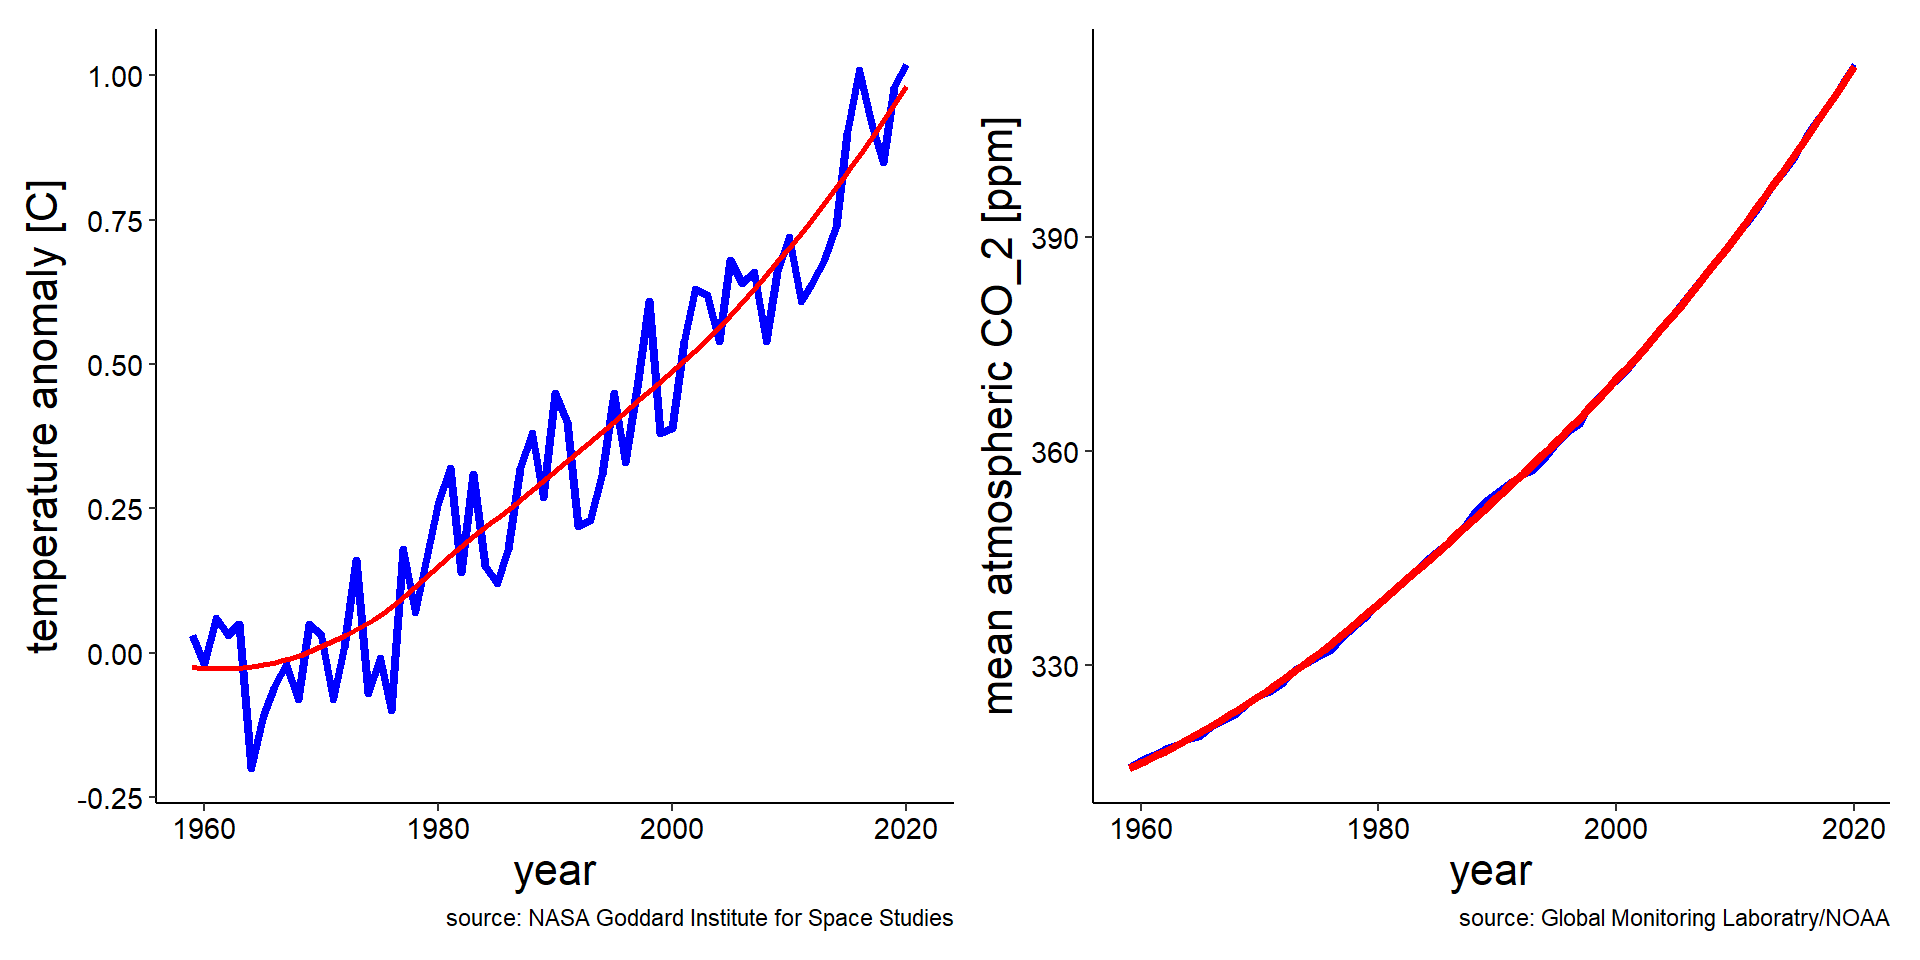 temperature anomaly [C]
1.00
0.75
0.50
0.25
0.00
-0.25
1960 1980 2000 2020
year
source: NASA Goddard Institute for Space Studies
mean atmospheric CO_2 [ppm]
390
360
330
1960 1980 2000 2020
year
source: Global Monitoring Laboratry/NOAA